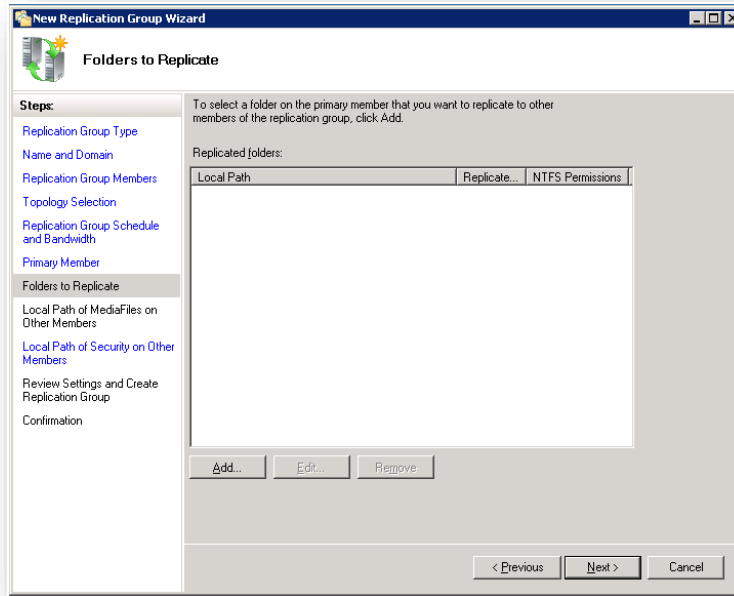 New Replication Group Wizard
Folders to Replicate
Steps:
Replication Group Type
Name and Domain
Replication Group Members
Topology Selection
Replication Group Schedule
and Bandwidth
Primary Member
Folders to Replicate
Local Path of MediaFiles on
Other Members
Local Path of Security on Other
Members
Review Settings and Create
Replication Group
Confirmation
To select a folder on the primary member that you want to replicate to other
members of the replication group, click Add.
Replicated folders:
Local Path Replicate... NTFS Permissions
Add... Edit... Remove
< Previous Next > Cancel